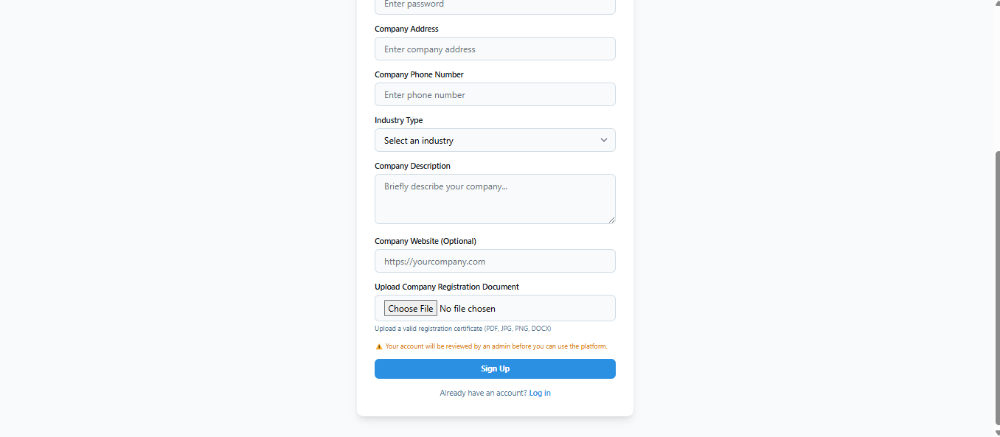 Enter password
Company Address
Enter company address
Company Phone Number
Enter phone number
Industry Type
Select an industry
Company Description
Briefly describe your company...
Company Website (Optional)
https://yourcompany.com
Upload Company Registration Document
Choose File No file chosen
Upload a valid registration certificate (PDF, JPG, PNG, DOCX)
⚠ Your account will be reviewed by an admin before you can use the platform.
Sign Up
Already have an account? Log in